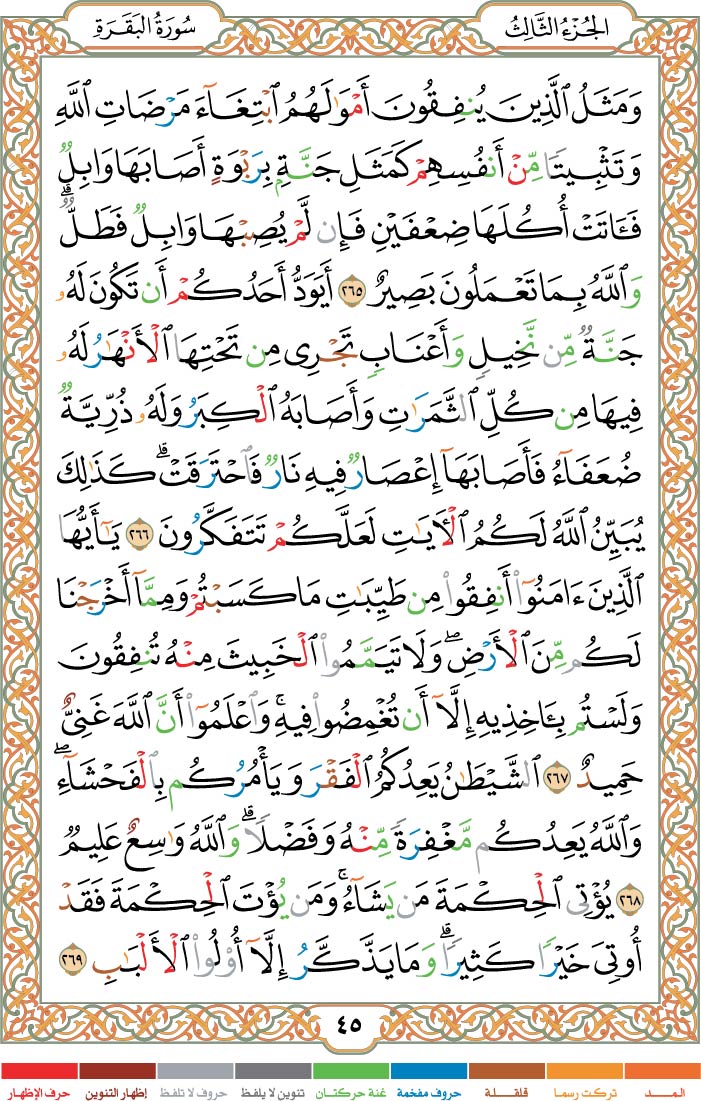 الجُزْءُ الثَّالِثُ
سُورَةُ البَقَرَةِ
وَمَثَلُ ٱلَّذِينَ يُنفِقُونَ أَمۡوَٰلَهُمُ ٱبۡتِغَآءَ مَرۡضَاتِ ٱللَّهِ
وَتَثۡبِيتٗا مِّنۡ أَنفُسِهِمۡ كَمَثَلِ جَنَّةِۭ بِرَبۡوَةٍ أَصَابَهَا وَابِلٞ
فَـَٔاتَتۡ أُكُلَهَا ضِعۡفَيۡنِ فَإِن لَّمۡ يُصِبۡهَا وَابِلٞ فَطَلّٞۗ
وَٱللَّهُ بِمَا تَعۡمَلُونَ بَصِيرٌ ٢٦٥ أَيَوَدُّ أَحَدُكُمۡ أَن تَكُونَ لَهُۥ
جَنَّةٞ مِّن نَّخِيلٖ وَأَعۡنَابٖ تَجۡرِي مِن تَحۡتِهَا ٱلۡأَنۡهَٰرُ لَهُۥ
فِيهَا مِن كُلِّ ٱلثَّمَرَٰتِ وَأَصَابَهُ ٱلۡكِبَرُ وَلَهُۥ ذُرِّيَّةٞ
ضُعَفَآءُ فَأَصَابَهَآ إِعۡصَارٞ فِيهِ نَارٞ فَٱحۡتَرَقَتۡۗ كَذَٰلِكَ
يُبَيِّنُ ٱللَّهُ لَكُمُ ٱلۡأٓيَٰتِ لَعَلَّكُمۡ تَتَفَكَّرُونَ ٢٦٦ يَٰٓأَيُّهَا
ٱلَّذِينَ ءَامَنُوٓاْ أَنفِقُواْ مِن طَيِّبَٰتِ مَا كَسَبۡتُمۡ وَمِمَّآ أَخۡرَجۡنَا
لَكُم مِّنَ ٱلۡأَرۡضِۖ وَلَا تَيَمَّمُواْ ٱلۡخَبِيثَ مِنۡهُ تُنفِقُونَ
وَلَسۡتُم بِـَٔاخِذِيهِ إِلَّآ أَن تُغۡمِضُواْ فِيهِۚ وَٱعۡلَمُوٓاْ أَنَّ ٱللَّهَ غَنِيٌّ
حَمِيدٌ ٢٦٧ ٱلشَّيۡطَٰنُ يَعِدُكُمُ ٱلۡفَقۡرَ وَيَأۡمُرُكُم بِٱلۡفَحۡشَآءِۖ
وَٱللَّهُ يَعِدُكُم مَّغۡفِرَةٗ مِّنۡهُ وَفَضۡلٗاۗ وَٱللَّهُ وَٰسِعٌ عَلِيمٞ
٢٦٨ يُؤۡتِي ٱلۡحِكۡمَةَ مَن يَشَآءُۚ وَمَن يُؤۡتَ ٱلۡحِكۡمَةَ فَقَدۡ
أُوتِيَ خَيۡرٗا كَثِيرٗاۗ وَمَا يَذَّكَّرُ إِلَّآ أُوْلُواْ ٱلۡأَلۡبَٰبِ ٢٦٩
٤٥
المــد تركت رسما قلقـلة حروف مفخمة غنة حركتان تنوين لا يلفظ حروف لا تلفظ إظهار التنوين حرف الإظهار